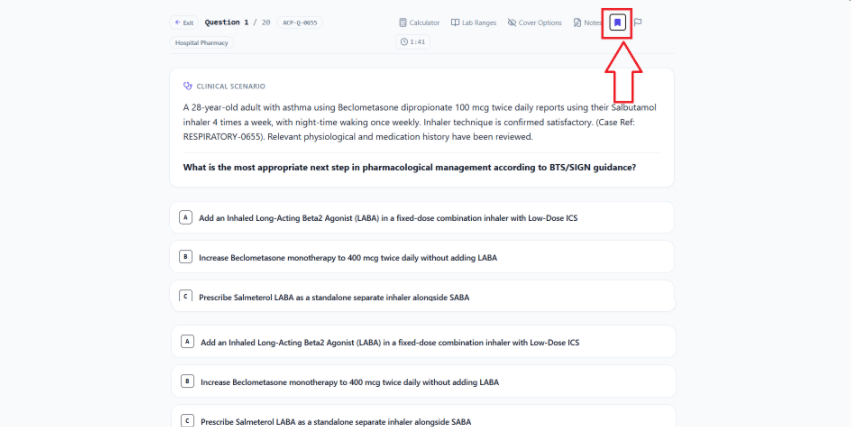 ← Exit Question 1 / 20 ACP-Q-0655 Calculator Lab Ranges Cover Options Notes
Hospital Pharmacy 1:41
CLINICAL SCENARIO
A 28-year-old adult with asthma using Beclometasone dipropionate 100 mcg twice daily reports using their Salbutamol
inhaler 4 times a week, with night-time waking once weekly. Inhaler technique is confirmed satisfactory. (Case Ref:
RESPIRATORY-0655). Relevant physiological and medication history have been reviewed.
What is the most appropriate next step in pharmacological management according to BTS/SIGN guidance?
A Add an Inhaled Long-Acting Beta2 Agonist (LABA) in a fixed-dose combination inhaler with Low-Dose ICS
B Increase Beclometasone monotherapy to 400 mcg twice daily without adding LABA
C Prescribe Salmeterol LABA as a standalone separate inhaler alongside SABA
A Add an Inhaled Long-Acting Beta2 Agonist (LABA) in a fixed-dose combination inhaler with Low-Dose ICS
B Increase Beclometasone monotherapy to 400 mcg twice daily without adding LABA
C Prescribe Salmeterol LABA as a standalone separate inhaler alongside SABA